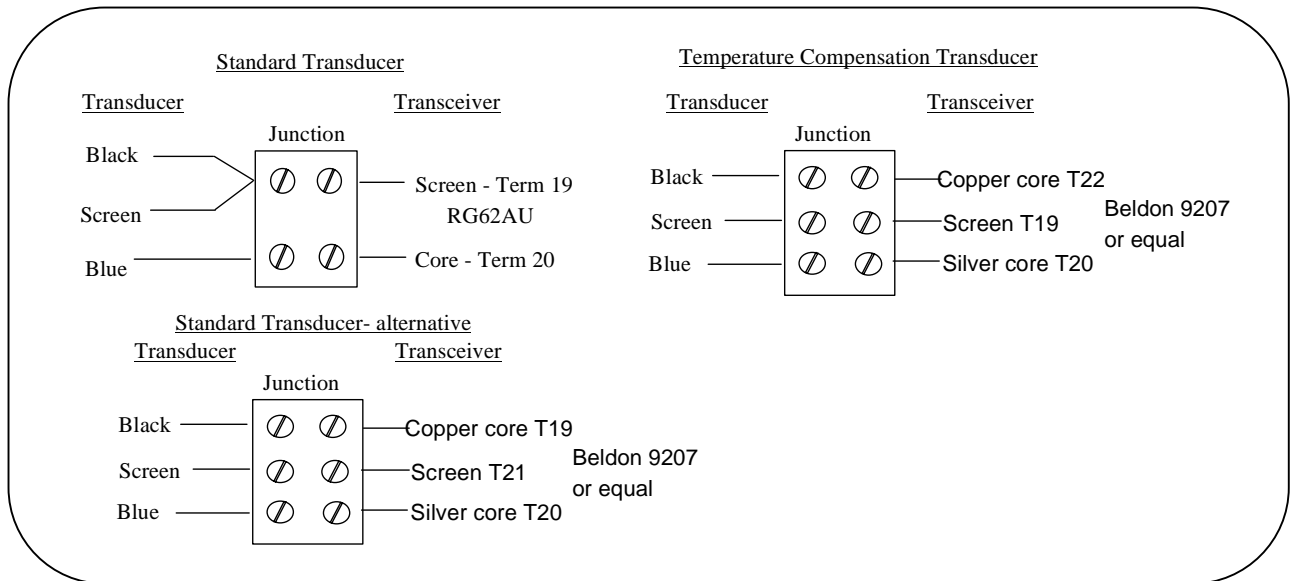 Standard Transducer
Transducer
Transceiver
Junction
Black
Screen
Blue
Screen - Term 19
RG62AU
Core - Term 20
Temperature Compensation Transducer
Transducer
Transceiver
Junction
Black
Screen
Blue
Copper core T22
Screen T19
Silver core T20
Beldon 9207
or equal
Standard Transducer- alternative
Transducer
Transceiver
Junction
Black
Screen
Blue
Copper core T19
Screen T21
Silver core T20
Beldon 9207
or equal